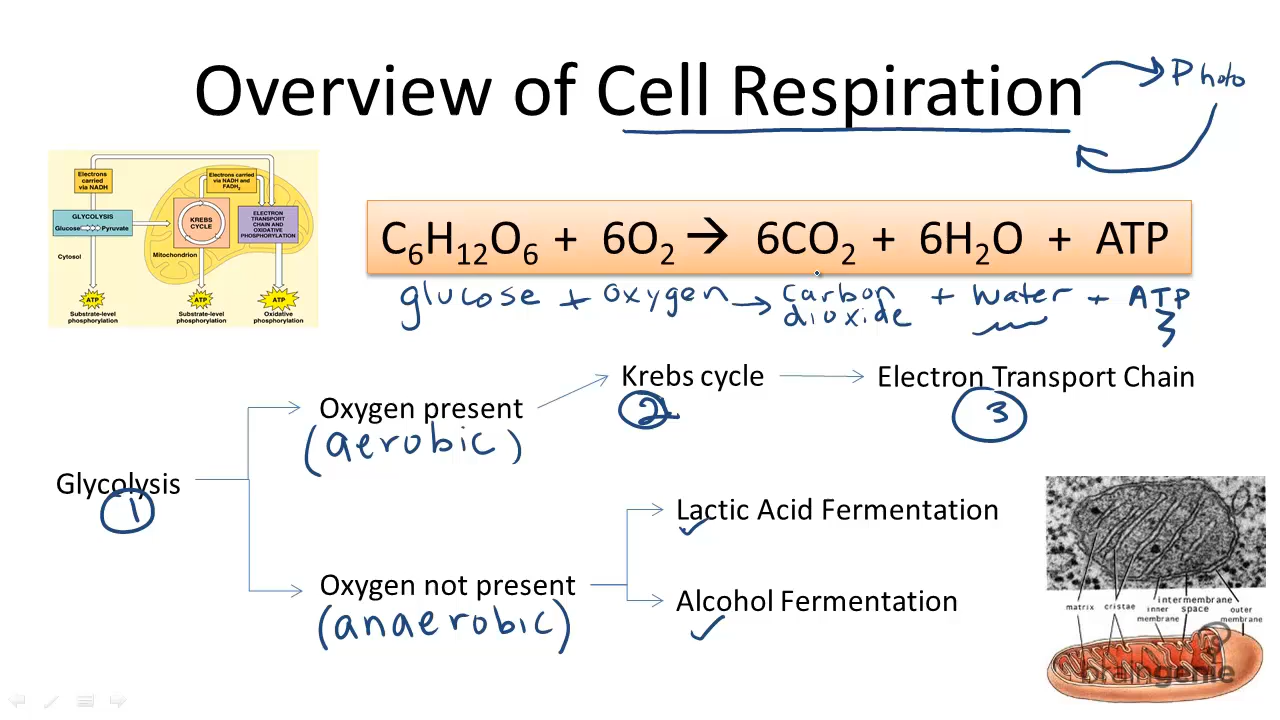 Overview of Cell Respiration
Photo
Electrons carried via NADH
Electrons carried via NADH and FADH2
GLYCOLYSIS
Glucose Pyruvate
KREBS CYCLE
ELECTRON TRANSPORT CHAIN AND OXIDATIVE PHOSPHORYLATION
Cytosol
Mitochondrion
ATP
ATP
ATP
Substrate-level phosphorylation
Substrate-level phosphorylation
Oxidative phosphorylation
C₆H₁₂O₆ + 6O₂ → 6CO₂ + 6H₂O + ATP
glucose + oxygen → carbon dioxide + water + ATP
Krebs cycle
2
Electron Transport Chain
3
Oxygen present
(aerobic)
Glycolysis
1
Lactic Acid Fermentation
Oxygen not present
(anaerobic)
Alcohol Fermentation
matrix
cristae
inner membrane
intermembrane space
outer membrane
braingenie